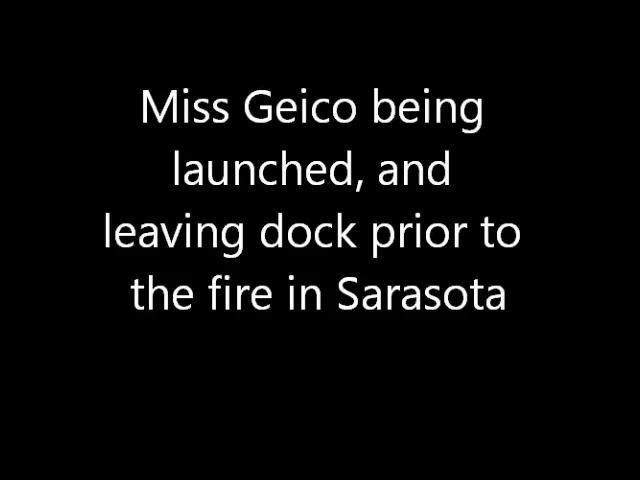 Miss Geico being
launched, and
leaving dock prior to
the fire in Sarasota